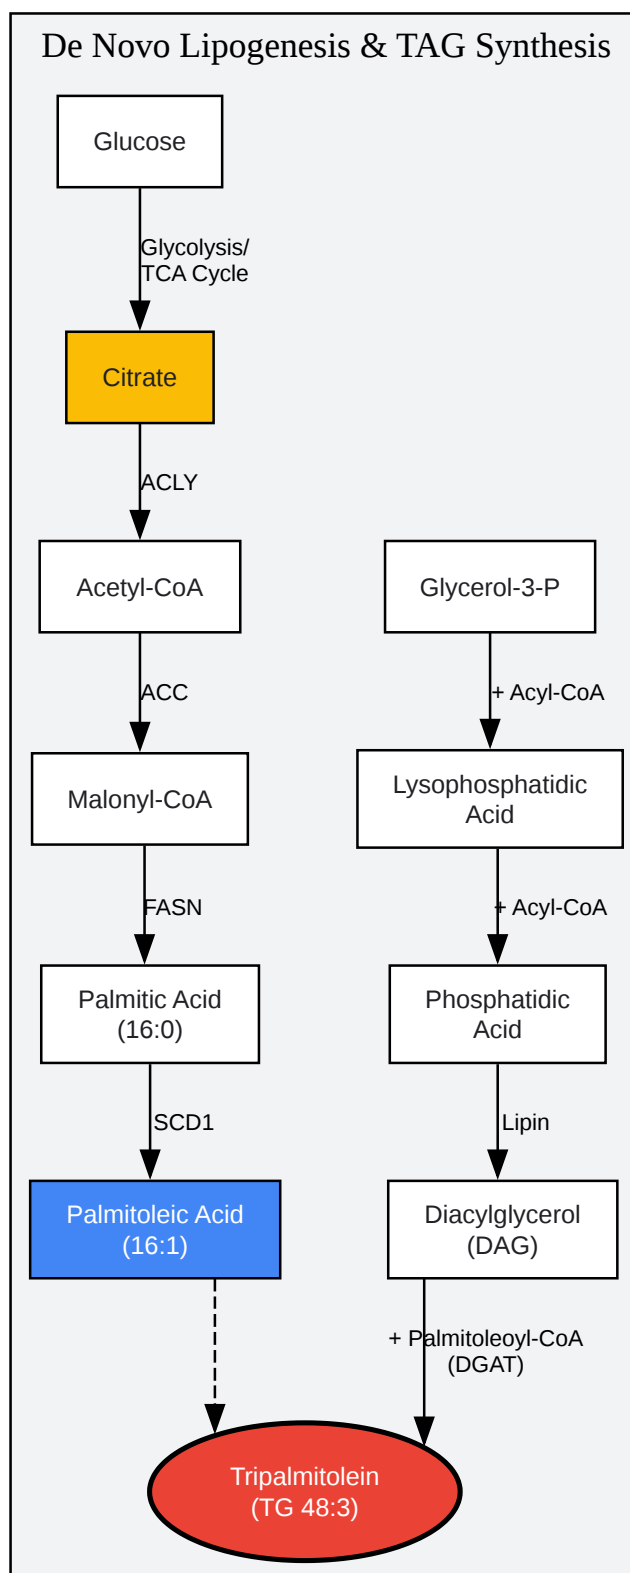 De Novo Lipogenesis & TAG Synthesis
Glucose
Glycolysis/
TCA Cycle
Citrate
ACLY
Acetyl-CoA
ACC
Malonyl-CoA
FASN
Palmitic Acid
(16:0)
SCD1
Palmitoleic Acid
(16:1)
Glycerol-3-P
+ Acyl-CoA
Lysophosphatidic
Acid
+ Acyl-CoA
Phosphatidic
Acid
Lipin
Diacylglycerol
(DAG)
+ Palmitoleoyl-CoA
(DGAT)
Tripalmitolein
(TG 48:3)